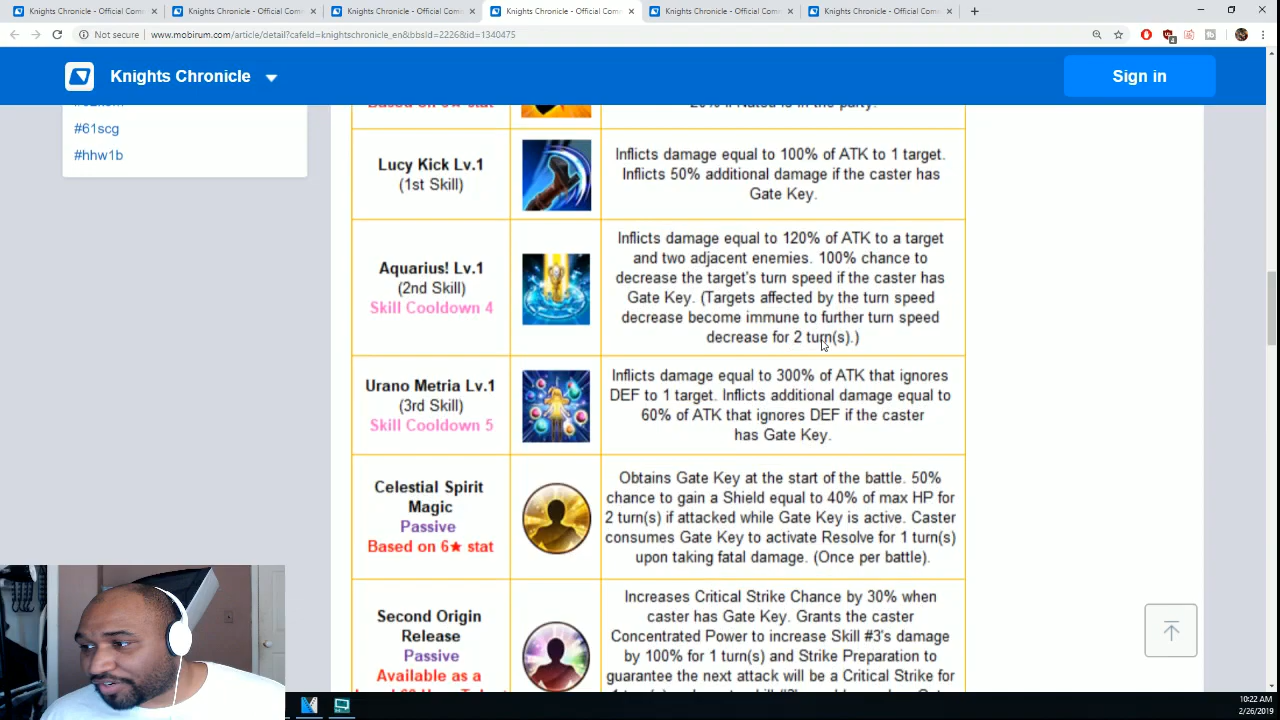 Knights Chronicle - Official Com
Knights Chronicle - Official Com
Knights Chronicle - Official Com
Knights Chronicle - Official Com
Knights Chronicle - Official Com
Knights Chronicle - Official Com
Not secure
www.mobirum.com/article/detail?cafeId=knightschronicle_en&bbsId=2226&id=1340475
Knights Chronicle
Sign in
#61scg
#hhw1b
Based on 6★ stat
20% if Natsu is in the party.
Lucy Kick Lv.1
(1st Skill)
Inflicts damage equal to 100% of ATK to 1 target.
Inflicts 50% additional damage if the caster has
Gate Key.
Aquarius! Lv.1
(2nd Skill)
Skill Cooldown 4
Inflicts damage equal to 120% of ATK to a target
and two adjacent enemies. 100% chance to
decrease the target's turn speed if the caster has
Gate Key. (Targets affected by the turn speed
decrease become immune to further turn speed
decrease for 2 turn(s).)
Urano Metria Lv.1
(3rd Skill)
Skill Cooldown 5
Inflicts damage equal to 300% of ATK that ignores
DEF to 1 target. Inflicts additional damage equal to
60% of ATK that ignores DEF if the caster
has Gate Key.
Celestial Spirit
Magic
Passive
Based on 6★ stat
Obtains Gate Key at the start of the battle. 50%
chance to gain a Shield equal to 40% of max HP for
2 turn(s) if attacked while Gate Key is active. Caster
consumes Gate Key to activate Resolve for 1 turn(s)
upon taking fatal damage. (Once per battle).
Second Origin
Release
Passive
Available as a
Increases Critical Strike Chance by 30% when
caster has Gate Key. Grants the caster
Concentrated Power to increase Skill #3's damage
by 100% for 1 turn(s) and Strike Preparation to
guarantee the next attack will be a Critical Strike for
10:22 AM
2/26/2019